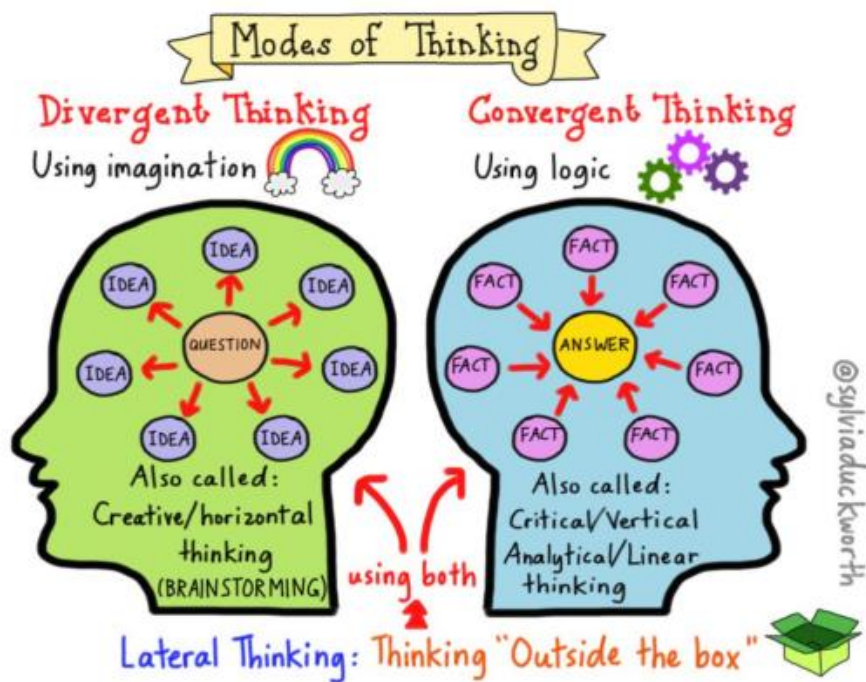 Modes of Thinking
Divergent Thinking
Using imagination
IDEA
IDEA
IDEA
QUESTION
IDEA
IDEA
IDEA
IDEA
Also called:
Creative/horizontal
thinking
(BRAINSTORMING)
Convergent Thinking
Using logic
FACT
FACT
FACT
ANSWER
FACT
FACT
FACT
FACT
Also called:
Critical/Vertical
Analytical/Linear
thinking
using both
Lateral Thinking: Thinking "Outside the box"
@sylviaduckworth